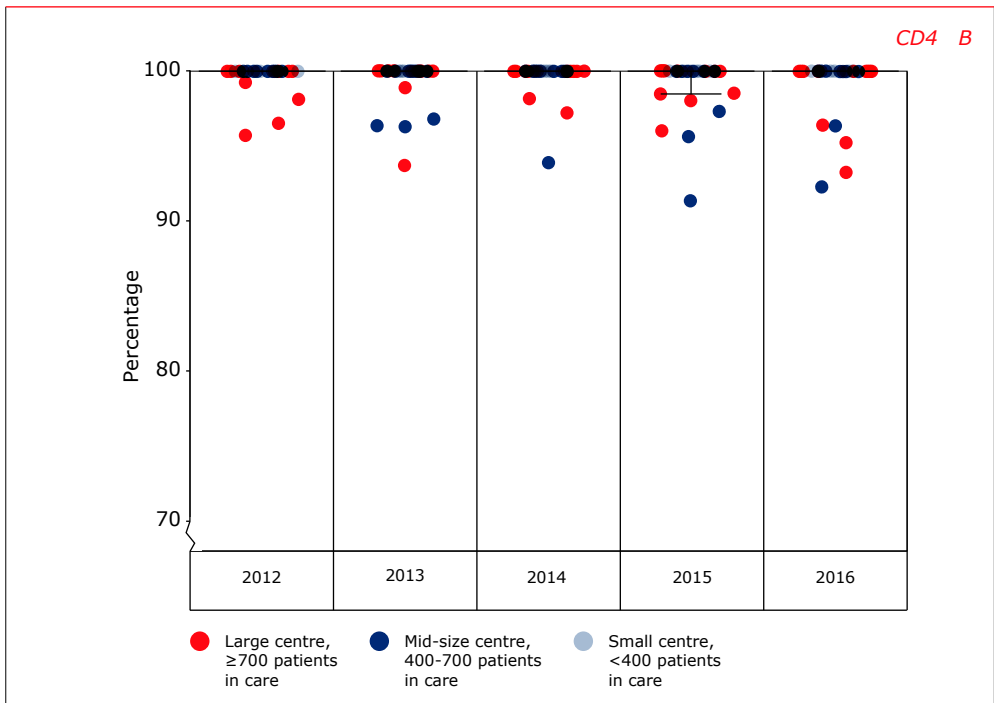 CD4 B
100
90
80
70
Percentage
2012 2013 2014 2015 2016
Large centre,
≥700 patients
in care
Mid-size centre,
400-700 patients
in care
Small centre,
<400 patients
in care